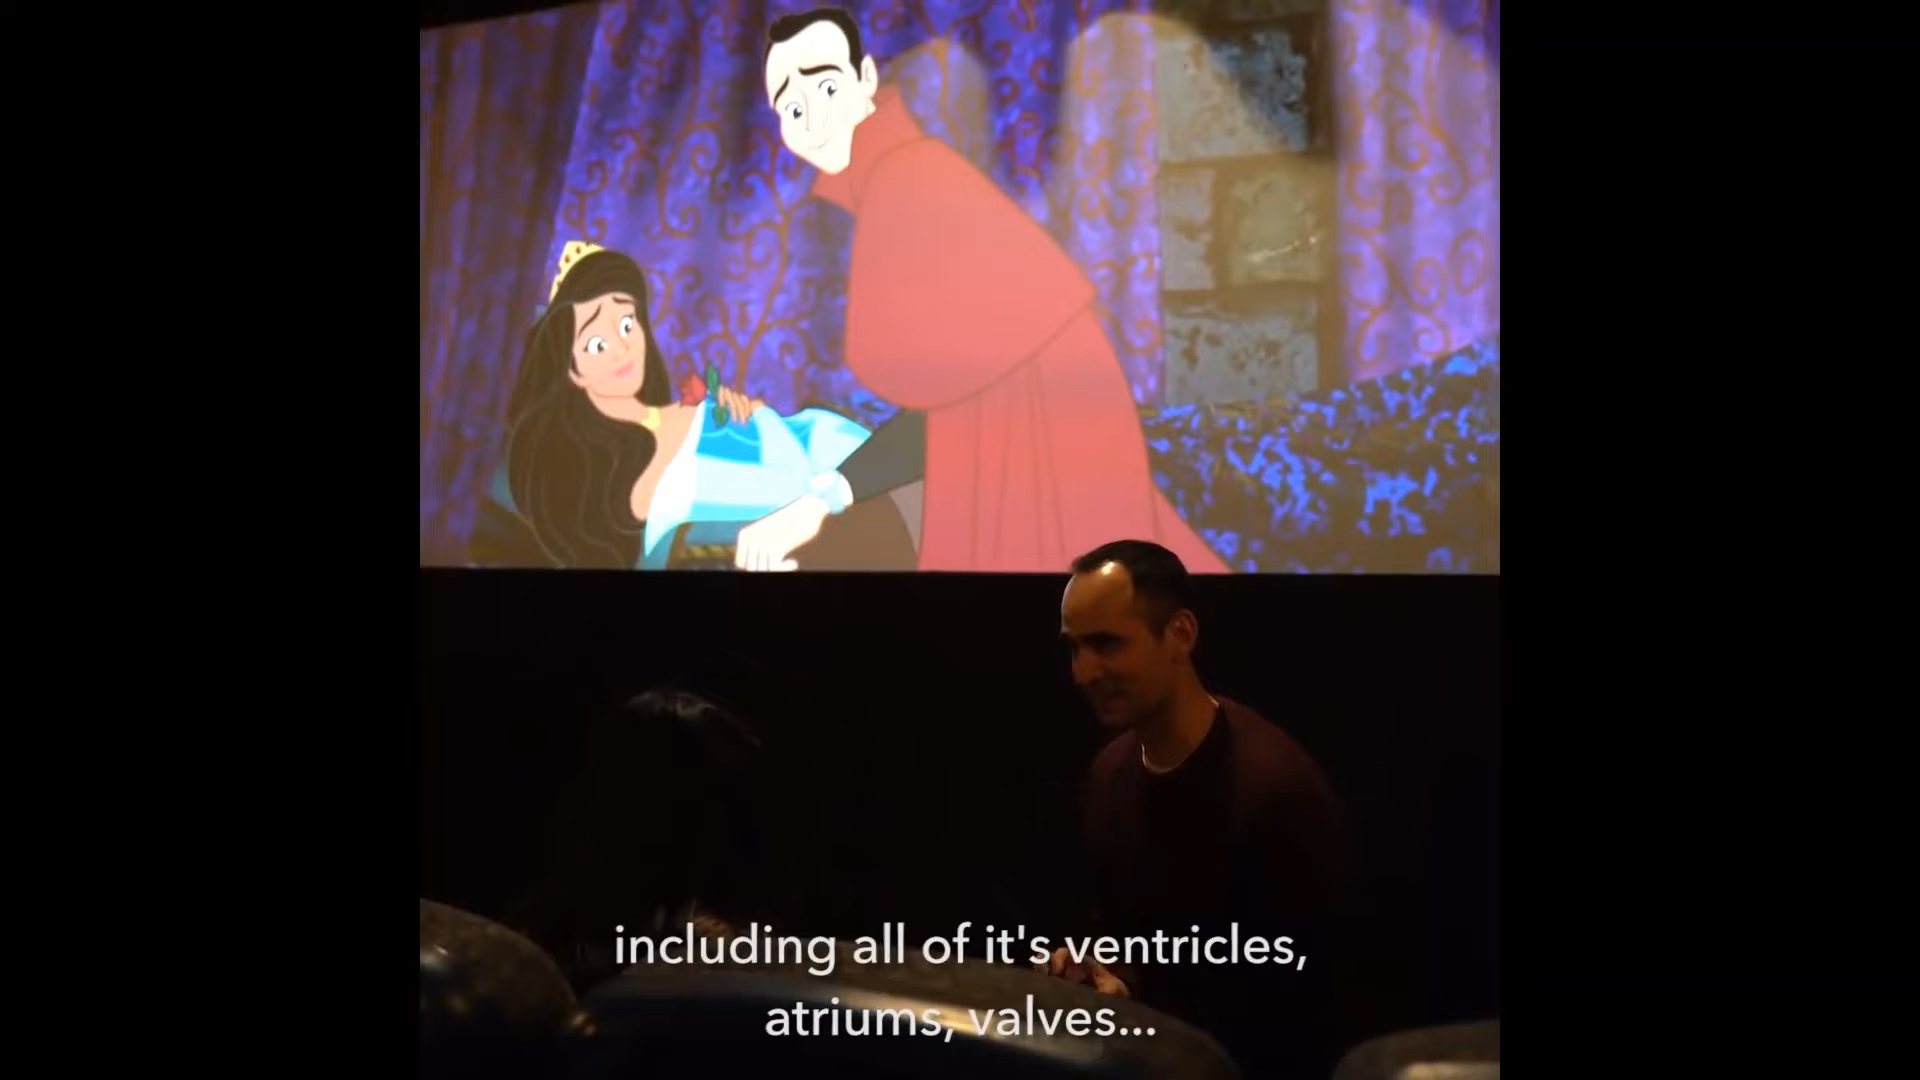 including all of it's ventricles,
atriums, valves...